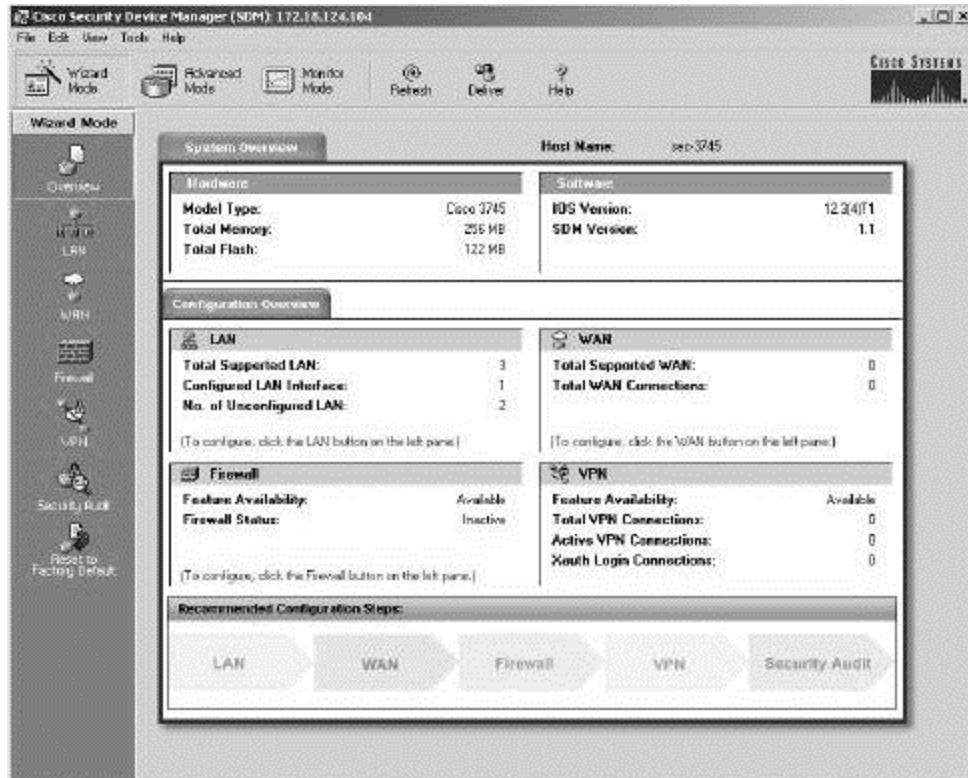 Cisco Security Device Manager (SDM): 172.18.124.104
File Edit View Tools Help
Wizard Mode
Advanced Mode
Monitor Mode
Refresh
Deliver
Help
CISCO SYSTEMS
Wizard Mode
Overview
LAN
WAN
Firewall
VPN
Security Audit
Reset to Factory Default
System Overview
Host Name: sec-3745
Hardware
Model Type: Cisco 3745
Total Memory: 256 MB
Total Flash: 122 MB
Software
IOS Version: 12.3(4)T1
SDM Version: 1.1
Configuration Overview
LAN
Total Supported LAN: 3
Configured LAN Interface: 1
No. of Unconfigured LAN: 2
(To configure, click the LAN button on the left pane.)
WAN
Total Supported WAN: 0
Total WAN Connections: 0
(To configure, click the WAN button on the left pane.)
Firewall
Feature Availability: Available
Firewall Status: Inactive
(To configure, click the Firewall button on the left pane.)
VPN
Feature Availability: Available
Total VPN Connections: 0
Active VPN Connections: 0
Xauth Login Connections: 0
Recommended Configuration Steps:
LAN
WAN
Firewall
VPN
Security Audit